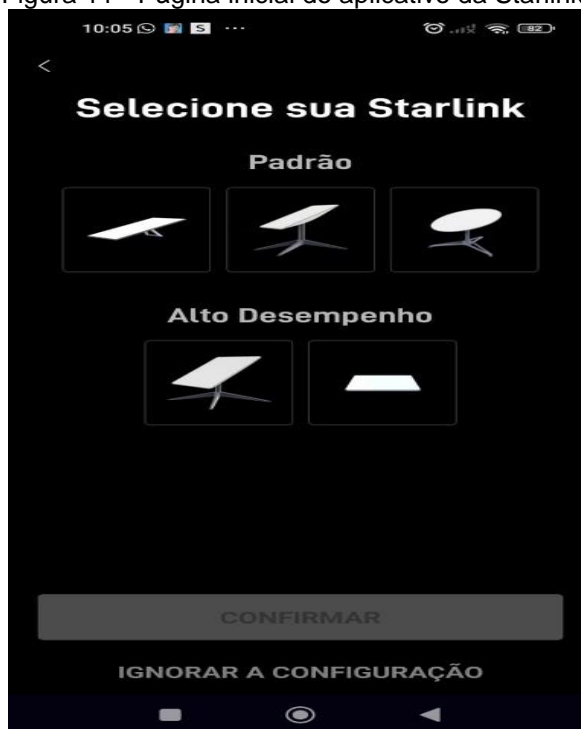 Figura 11 - Página inicial do aplicativo da Starlink
10:05 S ...
82
Selecione sua Starlink
Padrão
Alto Desempenho
CONFIRMAR
IGNORAR A CONFIGURAÇÃO